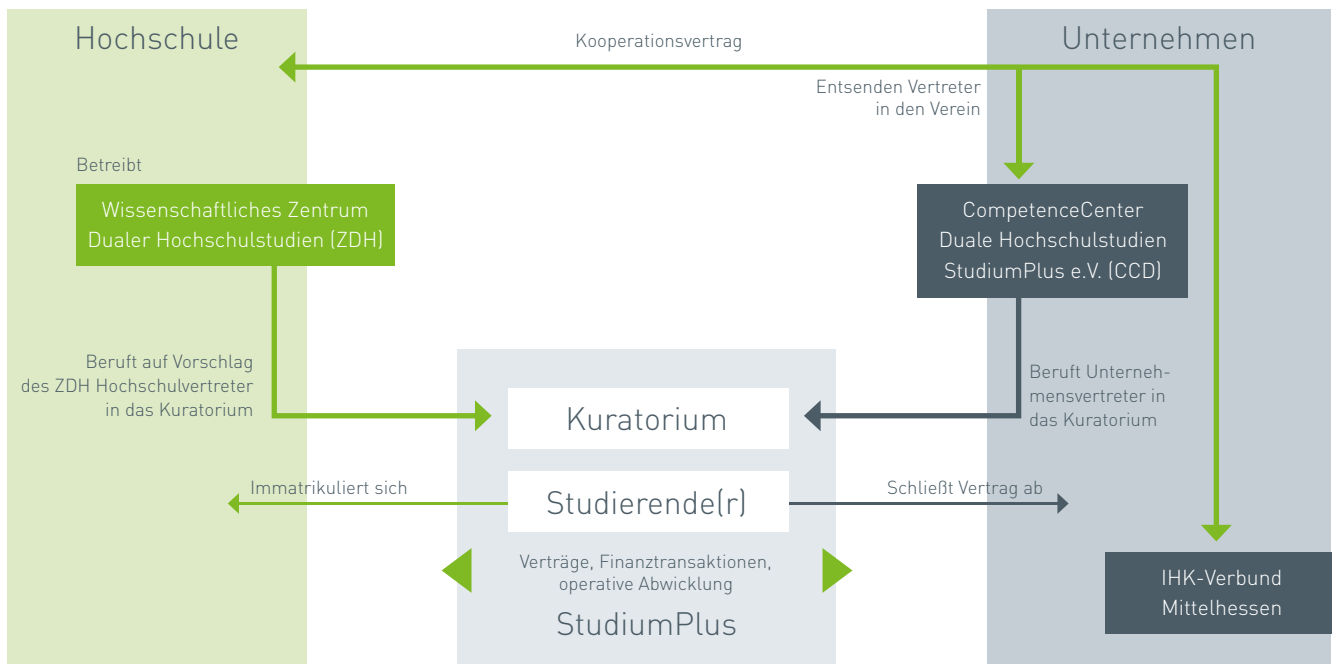 Hochschule
Kooperationsvertrag
Unternehmen
Entsenden Vertreter
in den Verein
Betreibt
Wissenschaftliches Zentrum
Dualer Hochschulstudien (ZDH)
CompetenceCenter
Duale Hochschulstudien
StudiumPlus e.V. (CCD)
Beruft auf Vorschlag
des ZDH Hochschulvertreter
in das Kuratorium
Kuratorium
Beruft Unterneh-
mensvertreter in
das Kuratorium
Immatrikuliert sich
Studierende(r)
Schließt Vertrag ab
Verträge, Finanztransaktionen,
operative Abwicklung
StudiumPlus
IHK-Verbund
Mittelhessen